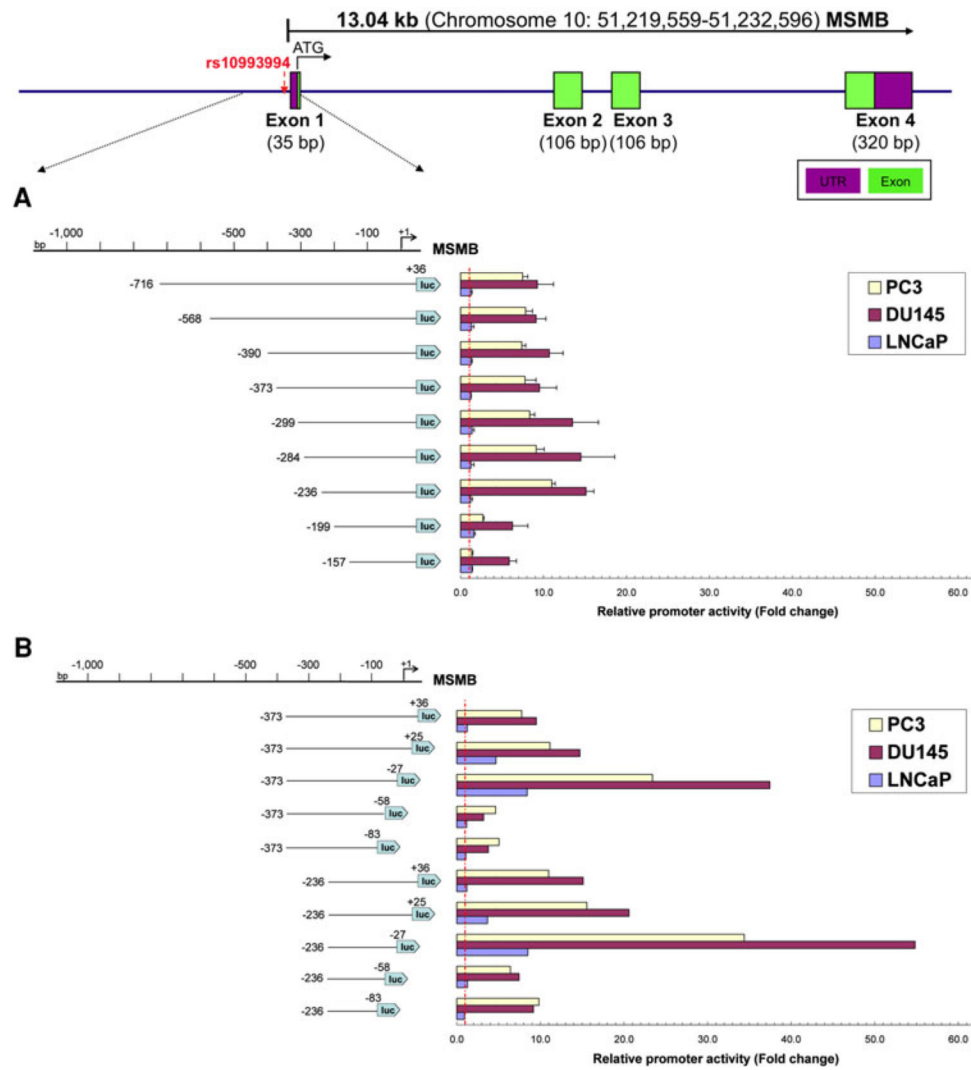 13.04 kb (Chromosome 10: 51,219,559-51,232,596) MSMB
ATG
rs10993994
Exon 1 Exon 2 Exon 3 Exon 4
(35 bp) (106 bp) (106 bp) (320 bp)
UTR Exon
A
bp -1,000 -500 -300 -100 +1
MSMB
+36
-716 luc
-568 luc
-390 luc
-373 luc
-299 luc
-284 luc
-236 luc
-199 luc
-157 luc
PC3
DU145
LNCaP
0.0 10.0 20.0 30.0 40.0 50.0 60.0
Relative promoter activity (Fold change)
B
bp -1,000 -500 -300 -100 +1
MSMB
+36
-373 luc
+25
-373 luc
-27
-373 luc
-58
-373 luc
-83
-373 luc
+36
-236 luc
+25
-236 luc
-27
-236 luc
-58
-236 luc
-83
-236 luc
PC3
DU145
LNCaP
0.0 10.0 20.0 30.0 40.0 50.0 60.0
Relative promoter activity (Fold change)